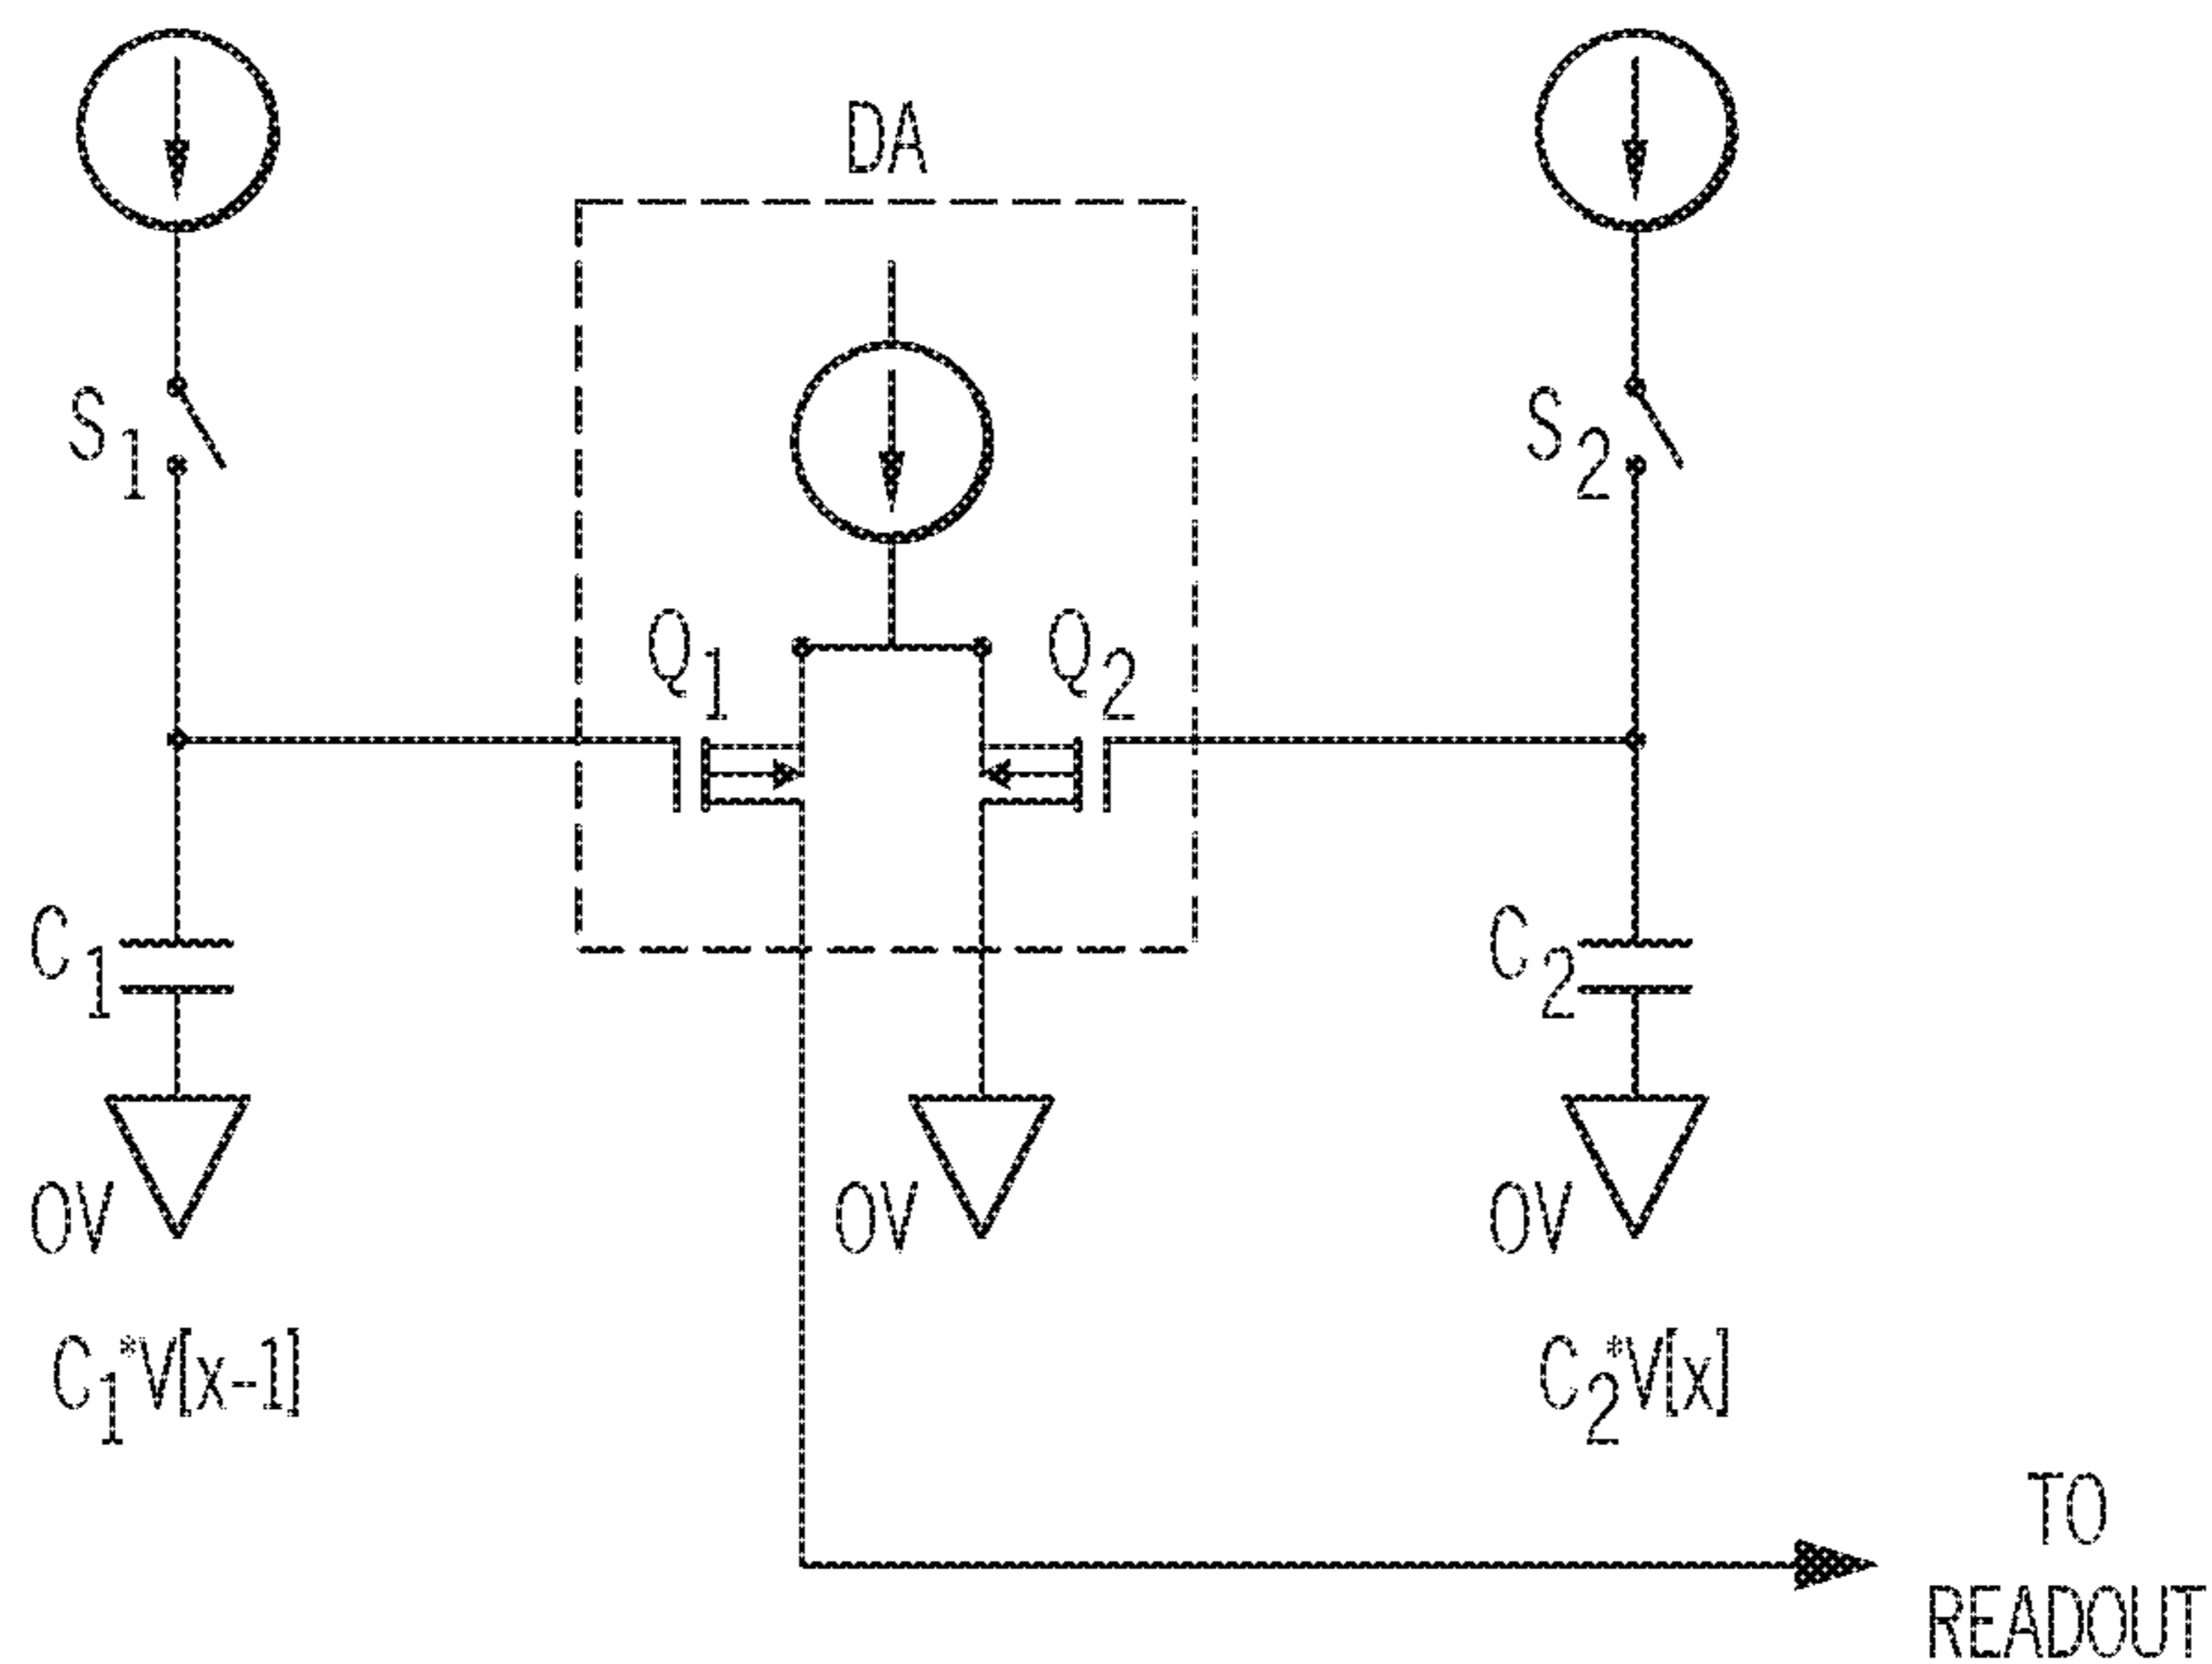 DA
S1
S2
Q1
Q2
C1
C2
0V
0V
0V
C1*V[x-1]
C2*V[x]
TO
READOUT